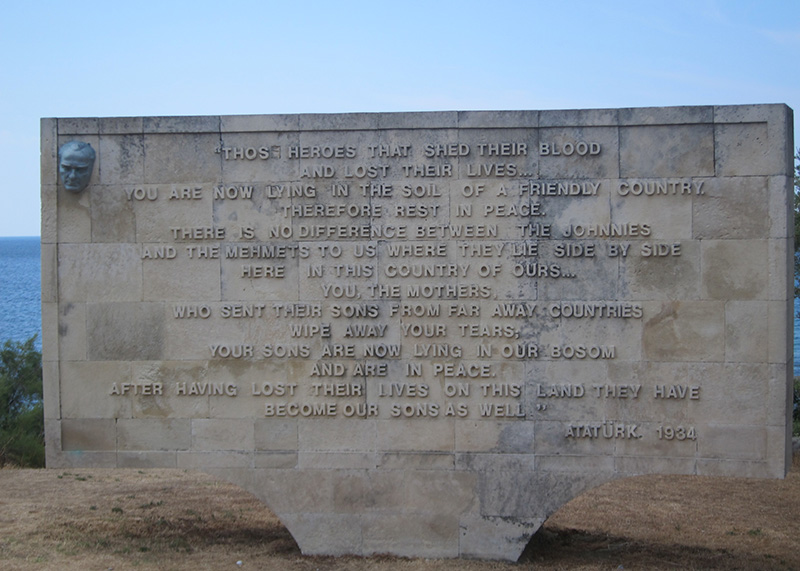 "THOS HEROES THAT SHED THEIR BLOOD
AND LOST THEIR LIVES...
YOU ARE NOW LYING IN THE SOIL OF A FRIENDLY COUNTRY.
THEREFORE REST IN PEACE.
THERE IS NO DIFFERENCE BETWEEN THE JOHNNIES
AND THE MEHMETS TO US WHERE THEY LIE SIDE BY SIDE
HERE IN THIS COUNTRY OF OURS...
YOU, THE MOTHERS,
WHO SENT THEIR SONS FROM FAR AWAY COUNTRIES
WIPE AWAY YOUR TEARS;
YOUR SONS ARE NOW LYING IN OUR BOSOM
AND ARE IN PEACE.
AFTER HAVING LOST THEIR LIVES ON THIS LAND THEY HAVE
BECOME OUR SONS AS WELL."
ATATÜRK. 1934